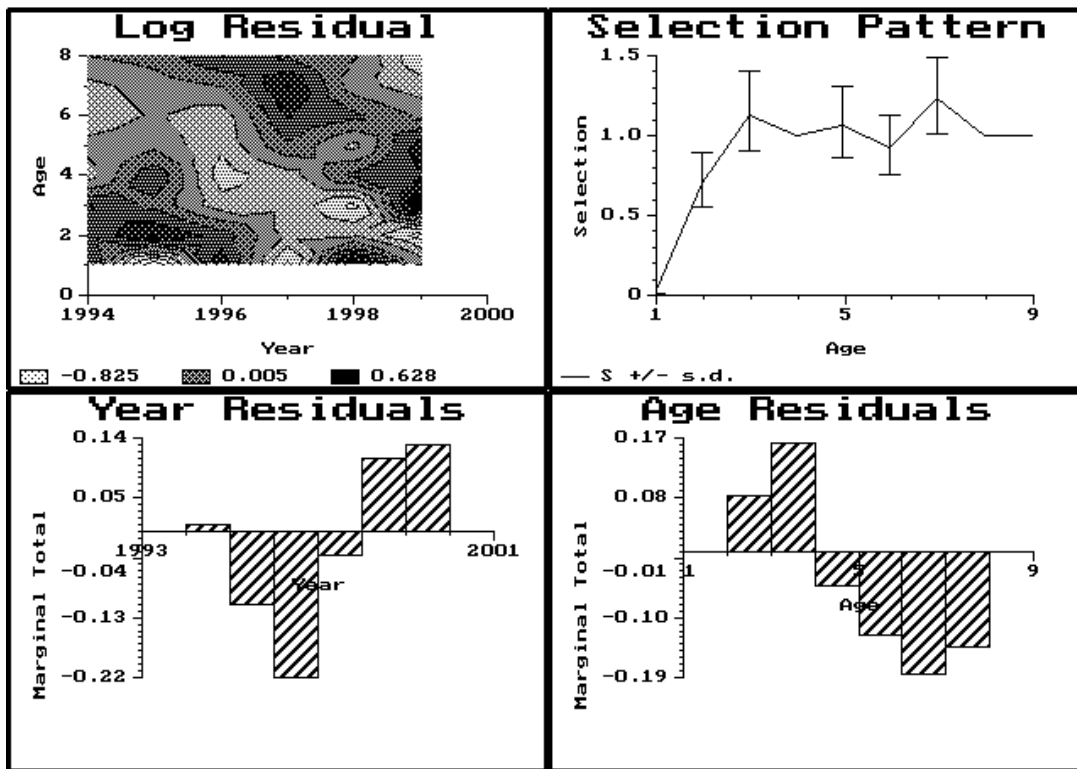 Log Residual
8
6
4
2
0
Age
1994 1996 1998 2000
Year
-0.825 0.005 0.628
Selection Pattern
1.5
1.0
0.5
0
Selection
1 5 9
Age
S +/- s.d.
Year Residuals
0.14
0.05
-0.04
-0.13
-0.22
Marginal Total
1993 2001
Year
Age Residuals
0.17
0.08
-0.01
-0.10
-0.19
Marginal Total
1 5 9
Age